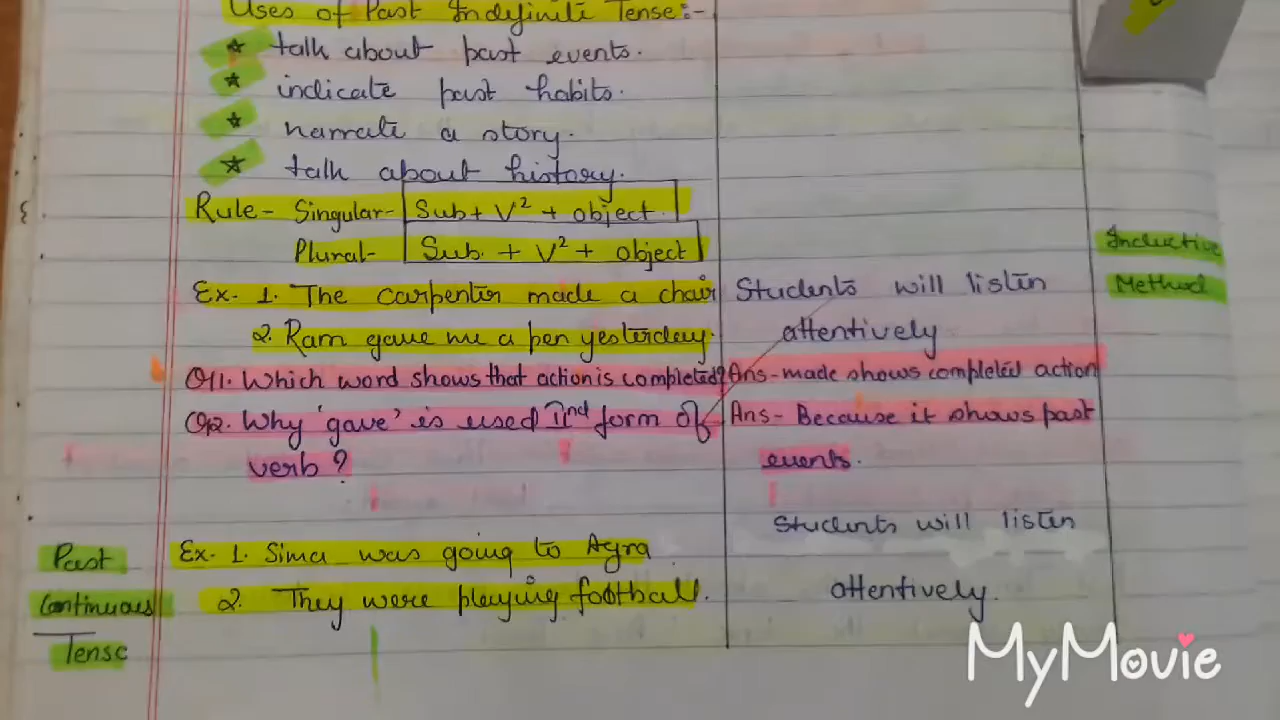 Uses of Past Indefinite Tense:-
talk about past events.
indicate past habits.
narrate a story.
talk about history.
Rule- Singular- Sub + V² + object.
Plural- Sub. + V² + object
Inductive
Method
Ex. 1. The carpenter made a chair
Students will listen
2. Ram gave me a pen yesterday.
attentively
Q1. Which word shows that action is completed?
Ans- made shows completed action
Q2. Why 'gave' is used IInd form of
verb?
Ans- Because it shows past
events.
Students will listen
attentively.
Past
Continuous
Tense
Ex. 1. Sima was going to Agra
2. They were playing football.
MyMovie